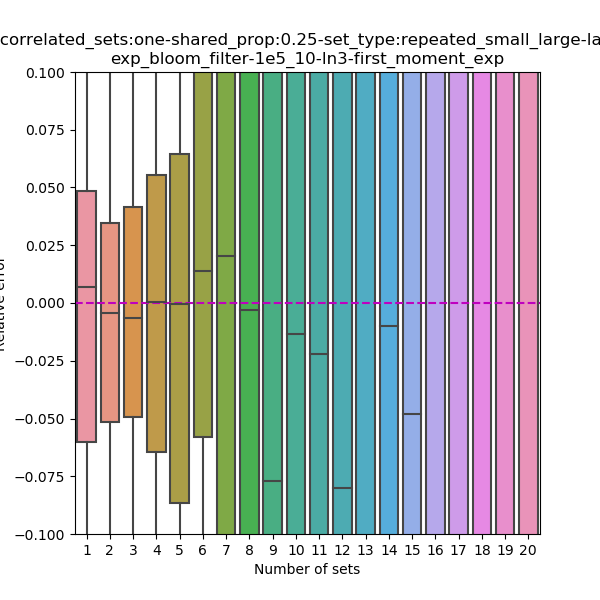 correlated_sets:one-shared_prop:0.25-set_type:repeated_small_large-la
exp_bloom_filter-1e5_10-ln3-first_moment_exp
0.100
0.075
0.050
0.025
0.000
−0.025
−0.050
−0.075
−0.100
Relative error
1 2 3 4 5 6 7 8 9 10 11 12 13 14 15 16 17 18 19 20
Number of sets